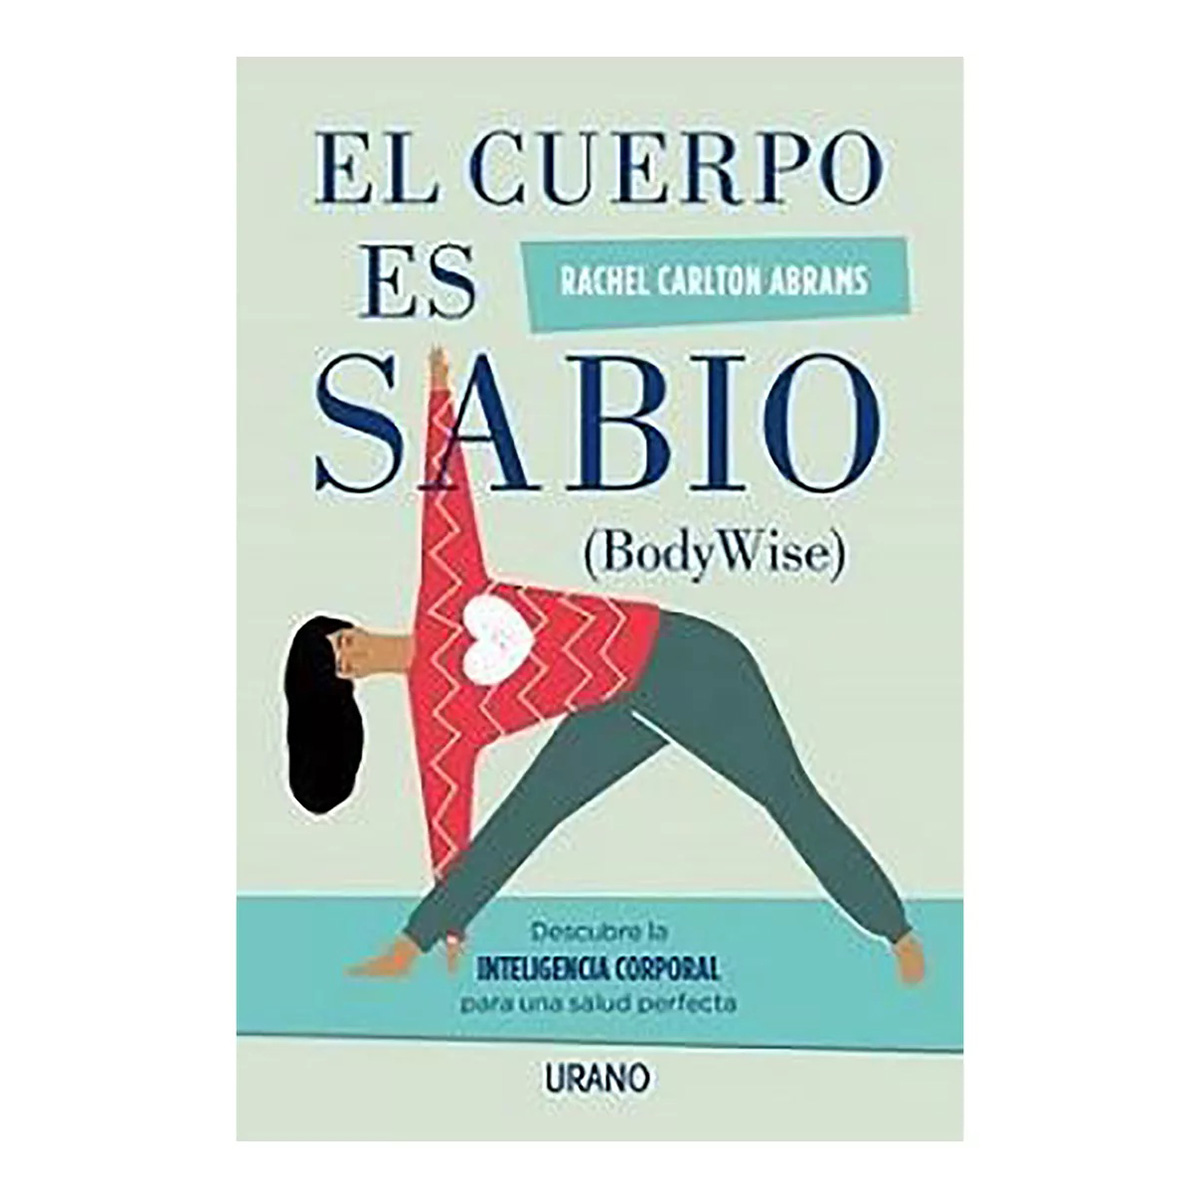 EL CUERPO
ES
RACHEL CARLTON ABRAMS
SABIO
(BodyWise)
Descubre la
INTELIGENCIA CORPORAL
para una salud perfecta
URANO